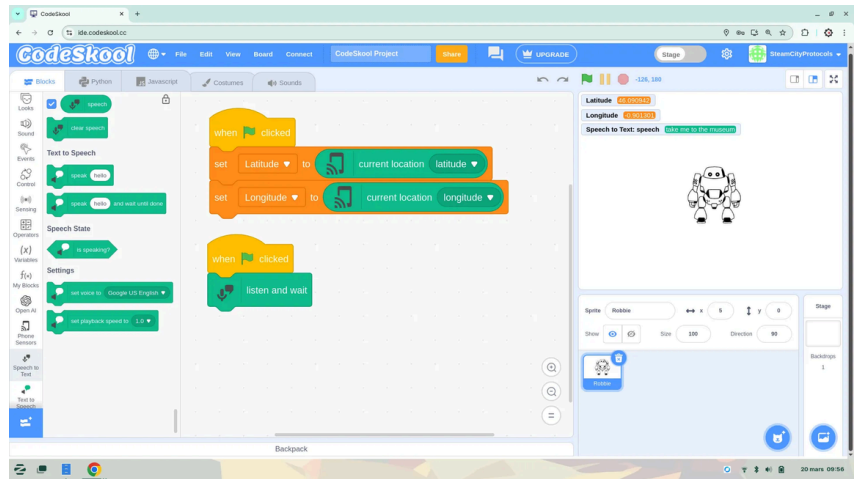 CodeSkool
ide.codeskool.cc
CodeSkool File Edit View Board Connect CodeSkool Project Share UPGRADE Stage SteamCityProtocols
Blocks Python Javascript Costumes Sounds -128, 180
Looks
Sound
Events
Control
Sensing
Operators
(x)
Variables
f(+)
My Blocks
Open AI
Phone
Sensors
Speech to
Text
Text to
Speech
speech
clear speech
Text to Speech
speak hello
speak hello and wait until done
Speech State
Is speaking?
Settings
set voice to Google US English
set playback speed to 1.0
when clicked
set Latitude to current location latitude
set Longitude to current location longitude
when clicked
listen and wait
Backpack
Latitude
Longitude
Speech to Text: speech take me to the museum
Sprite Robbie x 5 y 0
Show Size 100 Direction 90
Robbie
Stage
Backdrops
1
20 mars 09:56